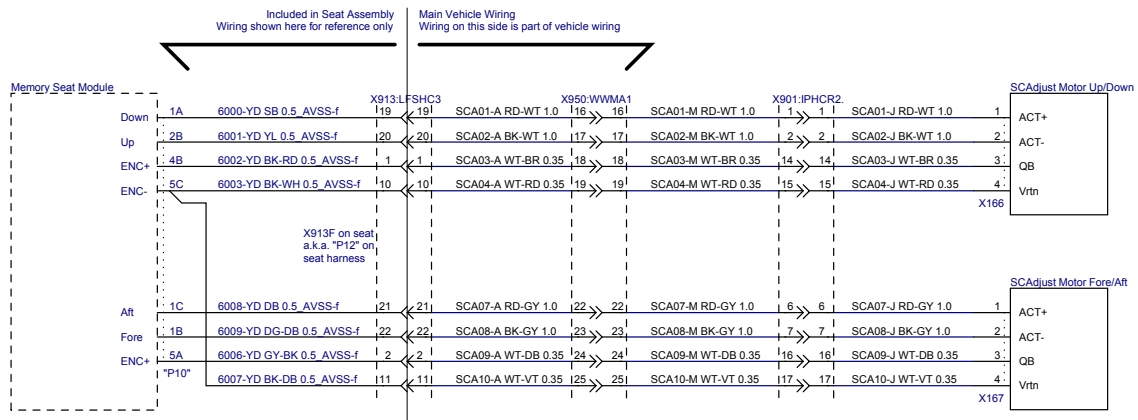 Included in Seat Assembly
Wiring shown here for reference only
Main Vehicle Wiring
Wiring on this side is part of vehicle wiring
Memory Seat Module
X913:LFSHC3
X950:WWMA1
X901:IPHCR2.
SCAdjust Motor Up/Down
Down 1A 6000-YD SB 0.5_AVSS-f 19 19 SCA01-A RD-WT 1.0 16 16 SCA01-M RD-WT 1.0 1 1 SCA01-J RD-WT 1.0 1 ACT+
Up 2B 6001-YD YL 0.5_AVSS-f 20 20 SCA02-A BK-WT 1.0 17 17 SCA02-M BK-WT 1.0 2 2 SCA02-J BK-WT 1.0 2 ACT-
ENC+ 4B 6002-YD BK-RD 0.5_AVSS-f 1 1 SCA03-A WT-BR 0.35 18 18 SCA03-M WT-BR 0.35 14 14 SCA03-J WT-BR 0.35 3 QB
ENC- 5C 6003-YD BK-WH 0.5_AVSS-f 10 10 SCA04-A WT-RD 0.35 19 19 SCA04-M WT-RD 0.35 15 15 SCA04-J WT-RD 0.35 4 Vrtn
X166
X913F on seat
a.k.a. "P12" on
seat harness
SCAdjust Motor Fore/Aft
Aft 1C 6008-YD DB 0.5_AVSS-f 21 21 SCA07-A RD-GY 1.0 22 22 SCA07-M RD-GY 1.0 6 6 SCA07-J RD-GY 1.0 1 ACT+
Fore 1B 6009-YD DG-DB 0.5_AVSS-f 22 22 SCA08-A BK-GY 1.0 23 23 SCA08-M BK-GY 1.0 7 7 SCA08-J BK-GY 1.0 2 ACT-
ENC+ 5A 6006-YD GY-BK 0.5_AVSS-f 2 2 SCA09-A WT-DB 0.35 24 24 SCA09-M WT-DB 0.35 16 16 SCA09-J WT-DB 0.35 3 QB
"P10" 6007-YD BK-DB 0.5_AVSS-f 11 11 SCA10-A WT-VT 0.35 25 25 SCA10-M WT-VT 0.35 17 17 SCA10-J WT-VT 0.35 4 Vrtn
X167